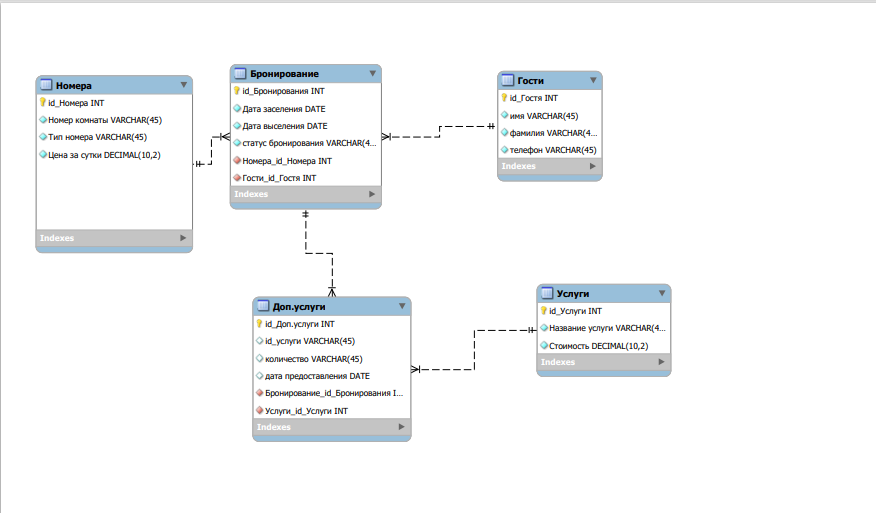 Номера
id_Номера INT
Номер комнаты VARCHAR(45)
Тип номера VARCHAR(45)
Цена за сутки DECIMAL(10,2)
Indexes
Бронирование
id_Бронирования INT
Дата заселения DATE
Дата выселения DATE
статус бронирования VARCHAR(4...
Номера_id_Номера INT
Гости_id_Гостя INT
Indexes
Гости
id_Гостя INT
имя VARCHAR(45)
фамилия VARCHAR(4...
телефон VARCHAR(45)
Indexes
Доп.услуги
id_Доп.услуги INT
id_услуги VARCHAR(45)
количество VARCHAR(45)
дата предоставления DATE
Бронирование_id_Бронирования I...
Услуги_id_Услуги INT
Indexes
Услуги
id_Услуги INT
Название услуги VARCHAR(4...
Стоимость DECIMAL(10,2)
Indexes